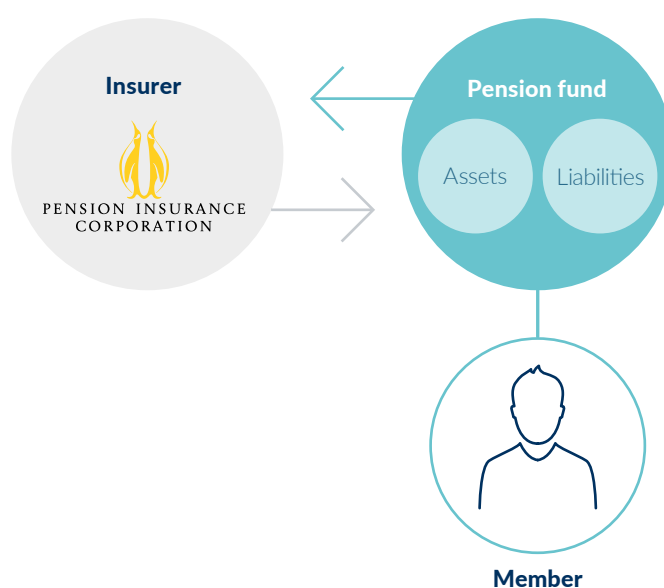 Insurer
PENSION INSURANCE
CORPORATION
Pension fund
Assets
Liabilities
Member